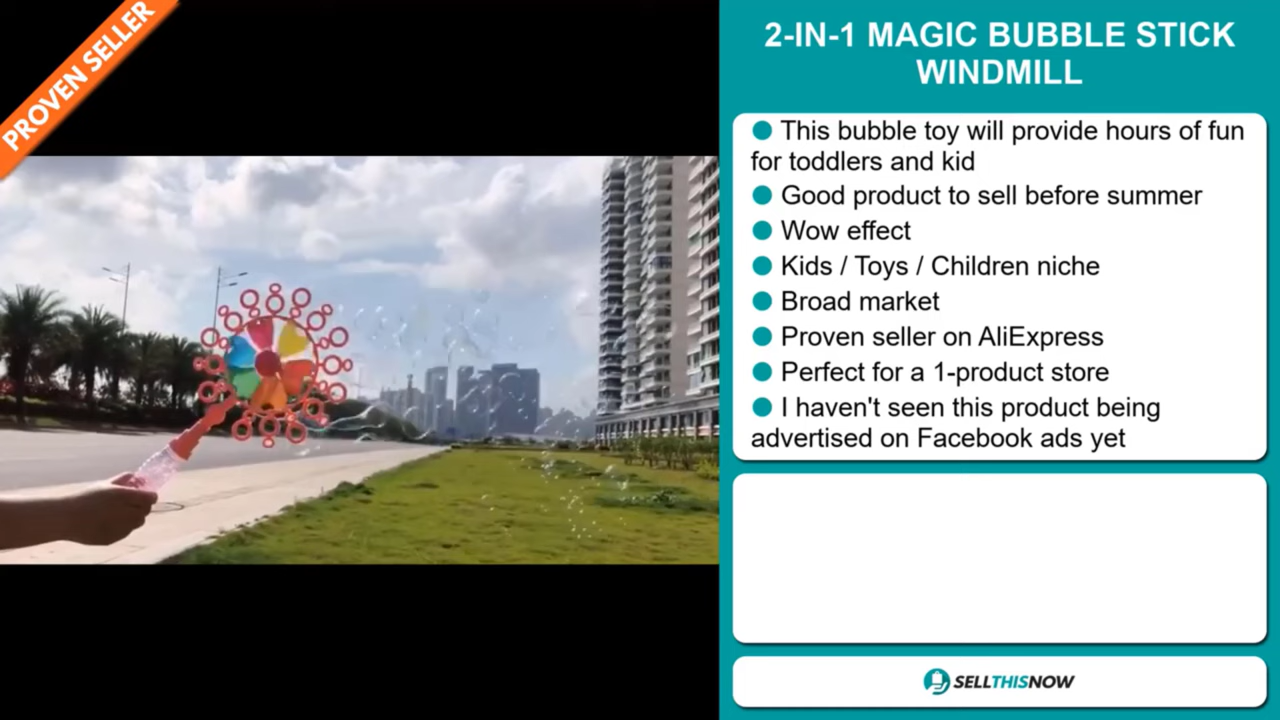 PROVEN SELLER
2-IN-1 MAGIC BUBBLE STICK
WINDMILL
● This bubble toy will provide hours of fun
for toddlers and kid
● Good product to sell before summer
● Wow effect
● Kids / Toys / Children niche
● Broad market
● Proven seller on AliExpress
● Perfect for a 1-product store
● I haven't seen this product being
advertised on Facebook ads yet
SELLTHISNOW